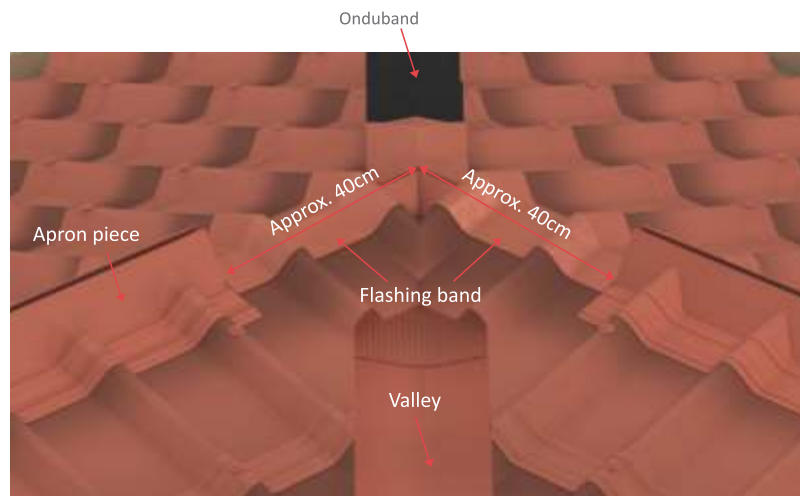 Onduband
Approx. 40cm
Approx. 40cm
Apron piece
Flashing band
Valley